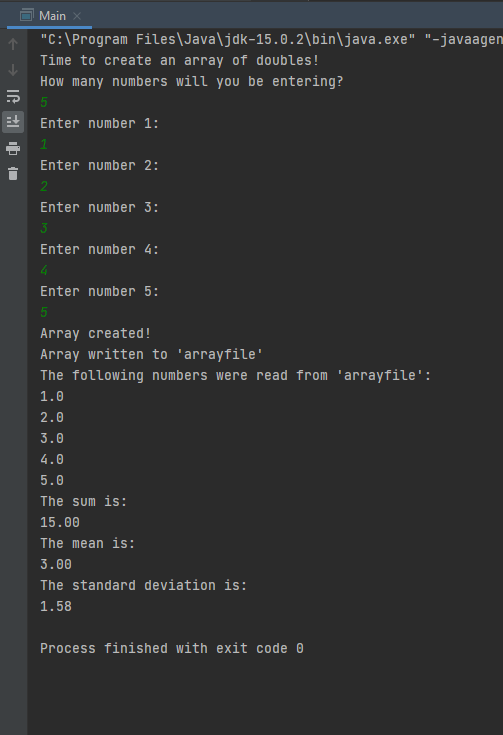 Main
"C:\Program Files\Java\jdk-15.0.2\bin\java.exe" "-javaagen
Time to create an array of doubles!
How many numbers will you be entering?
5
Enter number 1:
1
Enter number 2:
2
Enter number 3:
3
Enter number 4:
4
Enter number 5:
5
Array created!
Array written to 'arrayfile'
The following numbers were read from 'arrayfile':
1.0
2.0
3.0
4.0
5.0
The sum is:
15.00
The mean is:
3.00
The standard deviation is:
1.58
Process finished with exit code 0